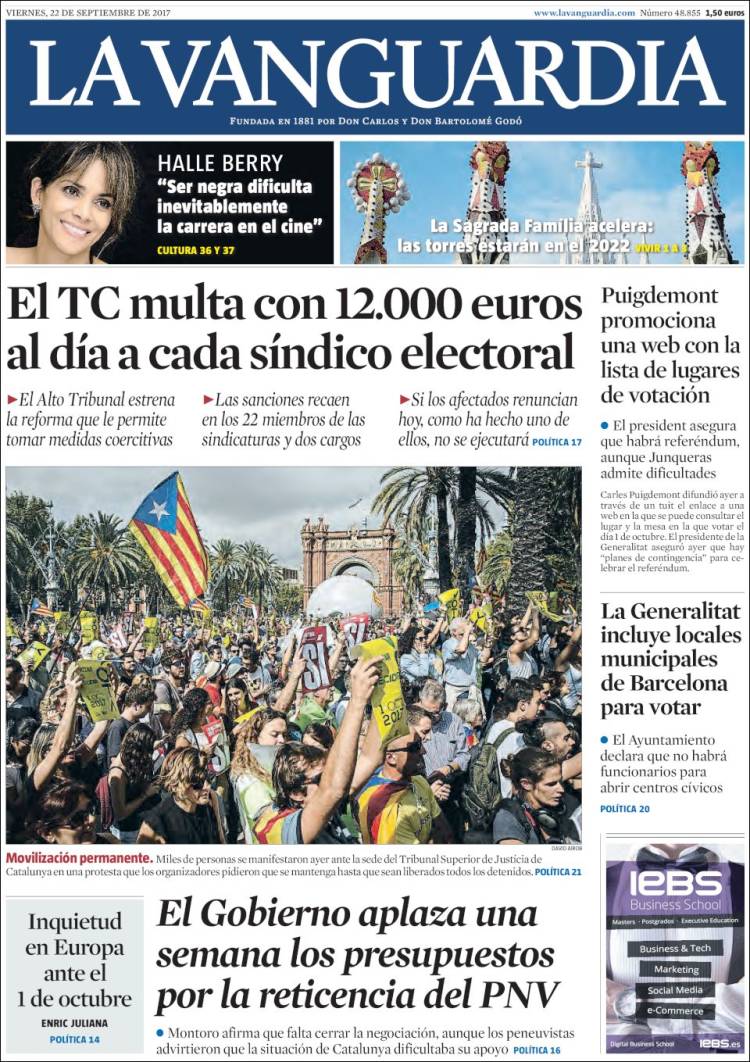 VIERNES, 22 DE SEPTIEMBRE DE 2017
www.lavanguardia.com Número 48.855 1,50 euros
LA VANGUARDIA
FUNDADA EN 1881 POR DON CARLOS Y DON BARTOLOMÉ GODÓ
HALLE BERRY
“Ser negra dificulta
inevitablemente
la carrera en el cine”
CULTURA 36 Y 37
La Sagrada Família acelera:
las torres estarán en el 2022 VIVIR 1 A 3
El TC multa con 12.000 euros
al día a cada síndico electoral
►El Alto Tribunal estrena
la reforma que le permite
tomar medidas coercitivas
►Las sanciones recaen
en los 22 miembros de las
sindicaturas y dos cargos
►Si los afectados renuncian
hoy, como ha hecho uno de
ellos, no se ejecutará POLÍTICA 17
SÍ
1 OCT
2017
DAVID AIROB
Movilización permanente. Miles de personas se manifestaron ayer ante la sede del Tribunal Superior de Justícia de
Catalunya en una protesta que los organizadores pidieron que se mantenga hasta que sean liberados todos los detenidos. POLÍTICA 21
Puigdemont
promociona
una web con la
lista de lugares
de votación
● El president asegura
que habrá referéndum,
aunque Junqueras
admite dificultades
Carles Puigdemont difundió ayer a
través de un tuit el enlace a una
web en la que se puede consultar el
lugar y la mesa en la que votar el
día 1 de octubre. El presidente de la
Generalitat aseguró ayer que hay
“planes de contingencia” para ce-
lebrar el referéndum.
La Generalitat
incluye locales
municipales
de Barcelona
para votar
● El Ayuntamiento
declara que no habrá
funcionarios para
abrir centros cívicos
POLÍTICA 20
Inquietud
en Europa
ante el
1 de octubre
ENRIC JULIANA
POLÍTICA 14
El Gobierno aplaza una
semana los presupuestos
por la reticencia del PNV
● Montoro afirma que falta cerrar la negociación, aunque los peneuvistas
advirtieron que la situación de Catalunya dificultaba su apoyo POLÍTICA 16
IEBS
Business School
Masters · Postgrados · Executive Education
Business & Tech
Marketing
Social Media
e-Commerce
Digital Business School
IEBS.es